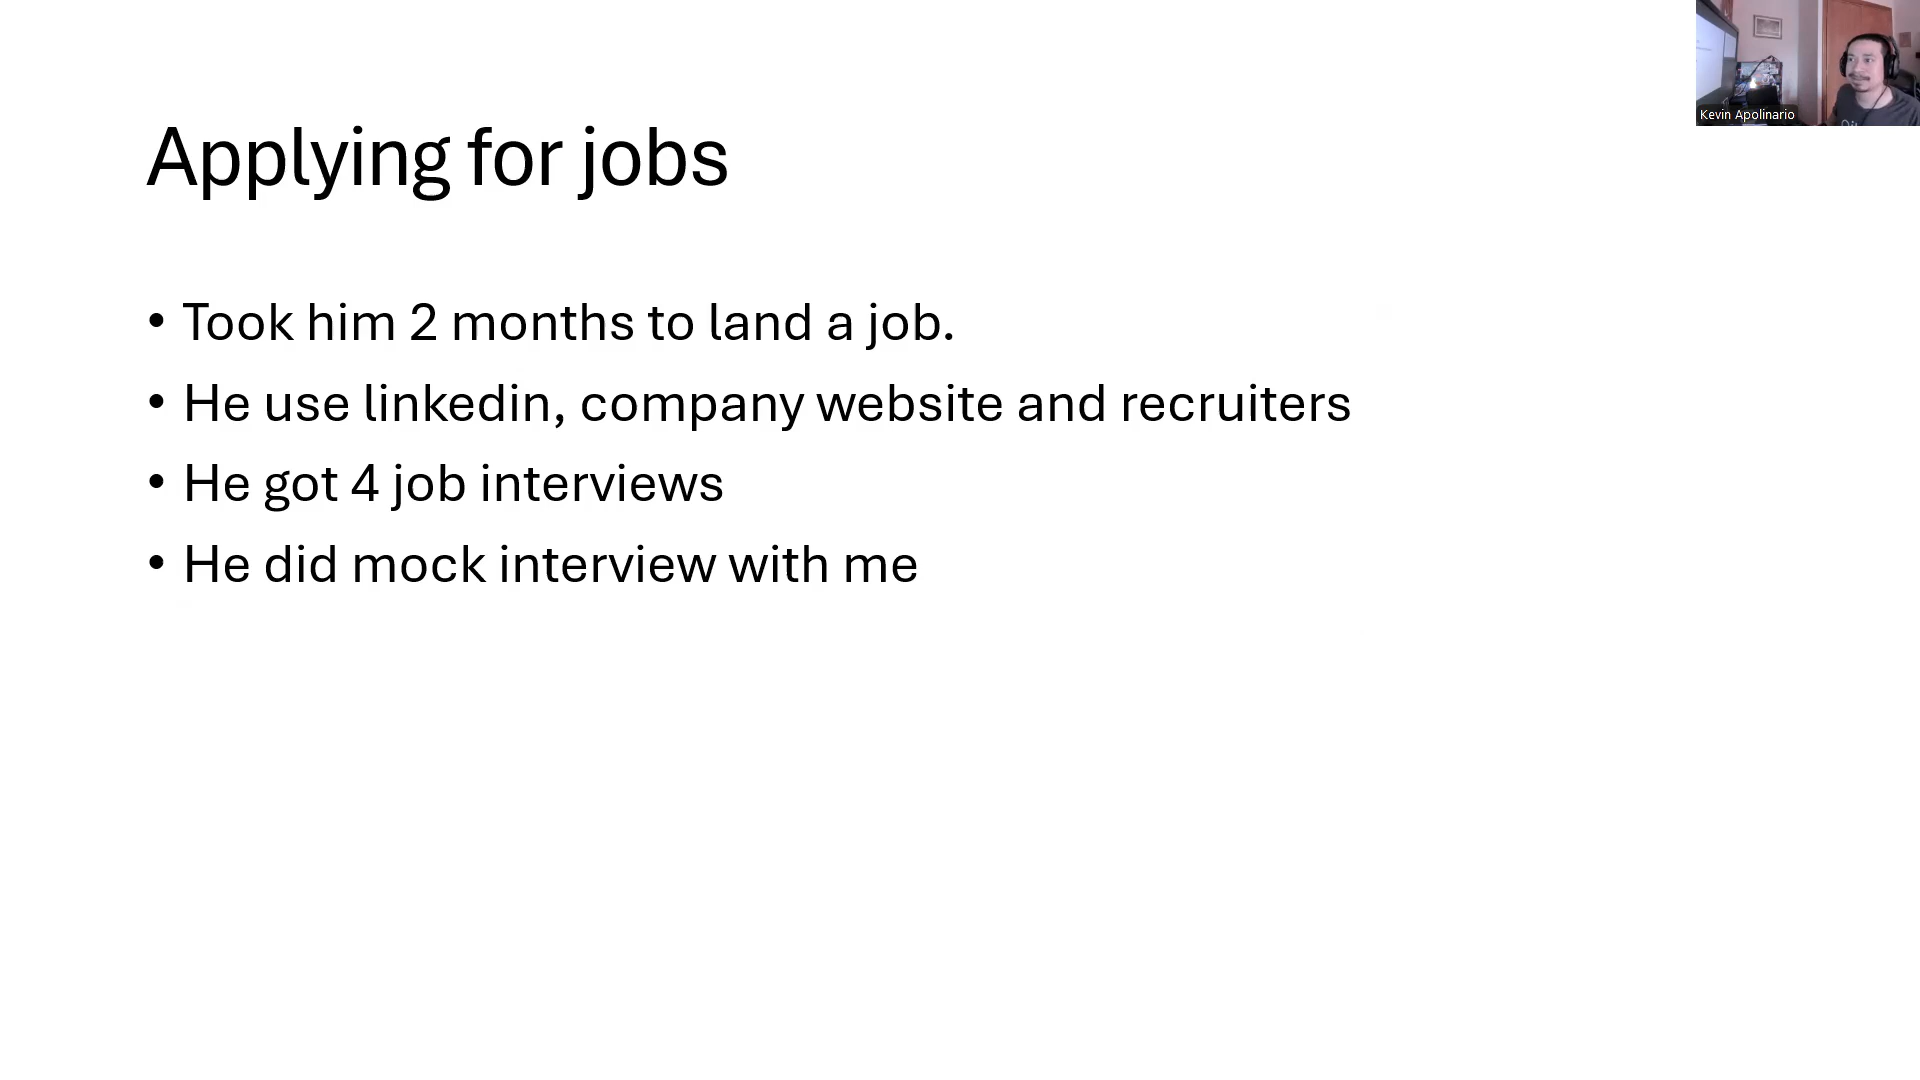 Applying for jobs
• Took him 2 months to land a job.
• He use linkedin, company website and recruiters
• He got 4 job interviews
• He did mock interview with me
Kevin Apolinario